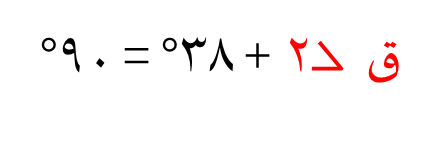 ق ∠٢ + ٣٨° = ٩٠°